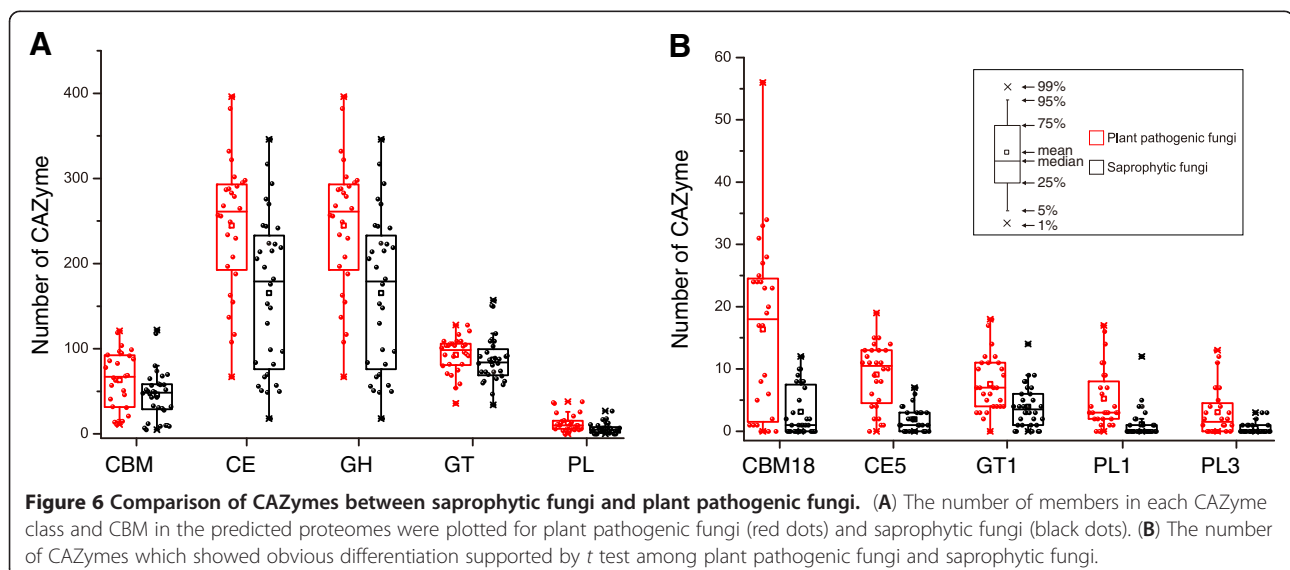 A
Number of CAZyme
400
300
200
100
0
CBM
CE
GH
GT
PL
B
Number of CAZyme
60
50
40
30
20
10
0
CBM18
CE5
GT1
PL1
PL3
99%
95%
75%
mean
median
25%
5%
1%
Plant pathogenic fungi
Saprophytic fungi
Figure 6 Comparison of CAZymes between saprophytic fungi and plant pathogenic fungi. (A) The number of members in each CAZyme
class and CBM in the predicted proteomes were plotted for plant pathogenic fungi (red dots) and saprophytic fungi (black dots). (B) The number
of CAZymes which showed obvious differentiation supported by t test among plant pathogenic fungi and saprophytic fungi.